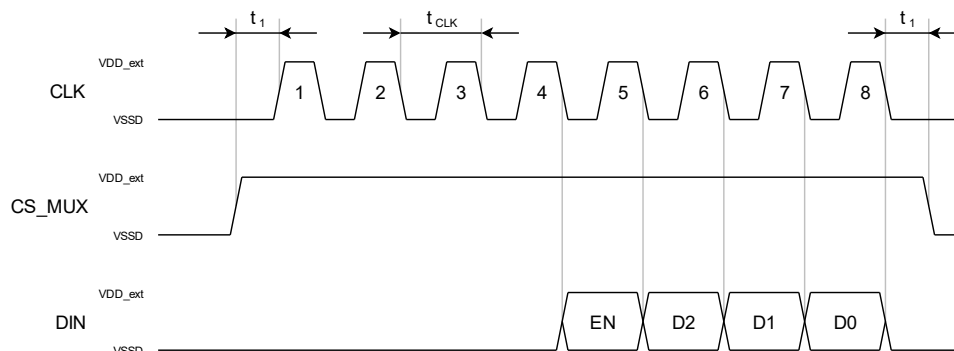 t1 tCLK t1
VDD_ext
CLK 1 2 3 4 5 6 7 8
VSSD
VDD_ext
CS_MUX
VSSD
VDD_ext
DIN EN D2 D1 D0
VSSD